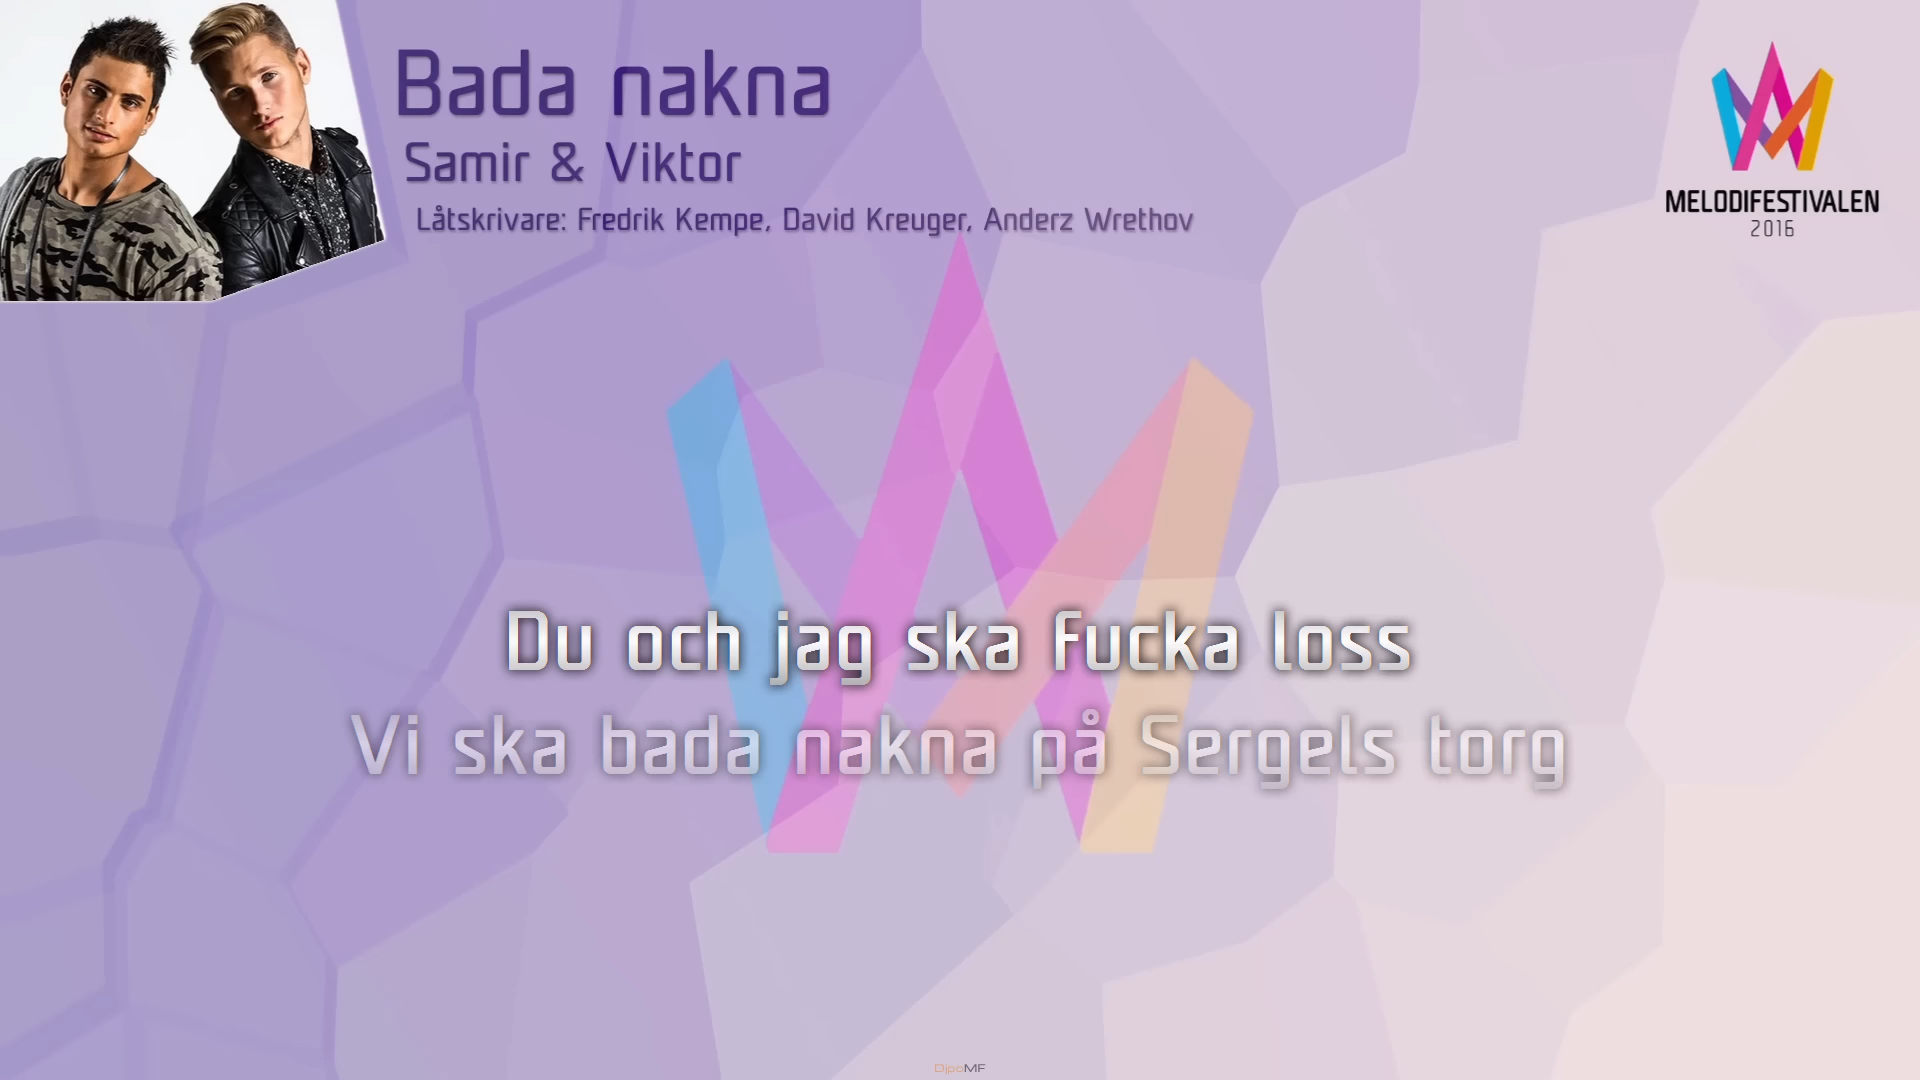 Bada nakna
Samir & Viktor
Låtskrivare: Fredrik Kempe, David Kreuger, Anderz Wrethov
MELODIFESTIVALEN
2016
Du och jag ska fucka loss
Vi ska bada nakna på Sergels torg
DjpoMF